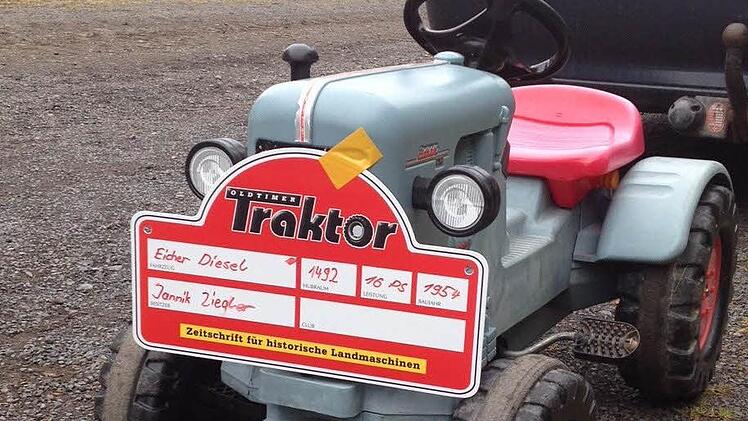 OLDTIMER
Traktor
Eicher Diesel 1492 16 PS 1954
FAHRZEUG HUBRAUM LEISTUNG BAUJAHR
Jannik Ziegler
BESITZER CLUB
Zeitschrift für historische Landmaschinen